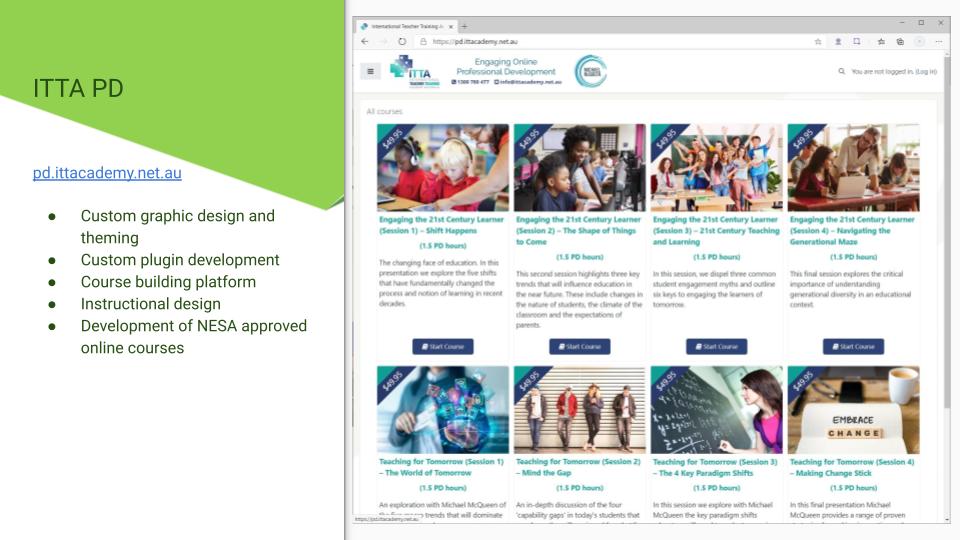 ITTA PD
pd.ittacademy.net.au
● Custom graphic design and
theming
● Custom plugin development
● Course building platform
● Instructional design
● Development of NESA approved
online courses
International Teacher Training A
https://pd.ittacademy.net.au
ITTA
Engaging Online
Professional Development
1300 780 477 info@ittacademy.net.au
You are not logged in. (Log in)
All courses
$49.95 $49.95 $49.95 $49.95
Engaging the 21st Century Learner
(Session 1) – Shift Happens
(1.5 PD hours)
The changing face of education. In this
presentation we explore the five shifts
that have fundamentally changed the
process and notion of learning in recent
decades.
Start Course
Engaging the 21st Century Learner
(Session 2) – The Shape of Things
to Come
(1.5 PD hours)
This second session highlights three key
trends that will influence education in
the near future. These include changes in
the nature of students, the climate of the
classroom and the expectations of
parents.
Start Course
Engaging the 21st Century Learner
(Session 3) – 21st Century Teaching
and Learning
(1.5 PD hours)
In this session, we dispel three common
student engagement myths and outline
six keys to engaging the learners of
tomorrow.
Start Course
Engaging the 21st Century Learner
(Session 4) – Navigating the
Generational Maze
(1.5 PD hours)
This final session explores the critical
importance of understanding
generational diversity in an educational
context.
Start Course
$49.95 $49.95 $49.95 $49.95
EMBRACE
CHANGE
Teaching for Tomorrow (Session 1)
– The World of Tomorrow
(1.5 PD hours)
An exploration with Michael McQueen of
trends that will dominate
Teaching for Tomorrow (Session 2)
– Mind the Gap
(1.5 PD hours)
An in-depth discussion of the four
'capability gaps' in today's students that
Teaching for Tomorrow (Session 3)
– The 4 Key Paradigm Shifts
(1.5 PD hours)
In this session we explore with Michael
McQueen the key paradigm shifts
Teaching for Tomorrow (Session 4)
– Making Change Stick
(1.5 PD hours)
In this final presentation Michael
McQueen provides a range of proven
https://pd.ittacademy.net.au